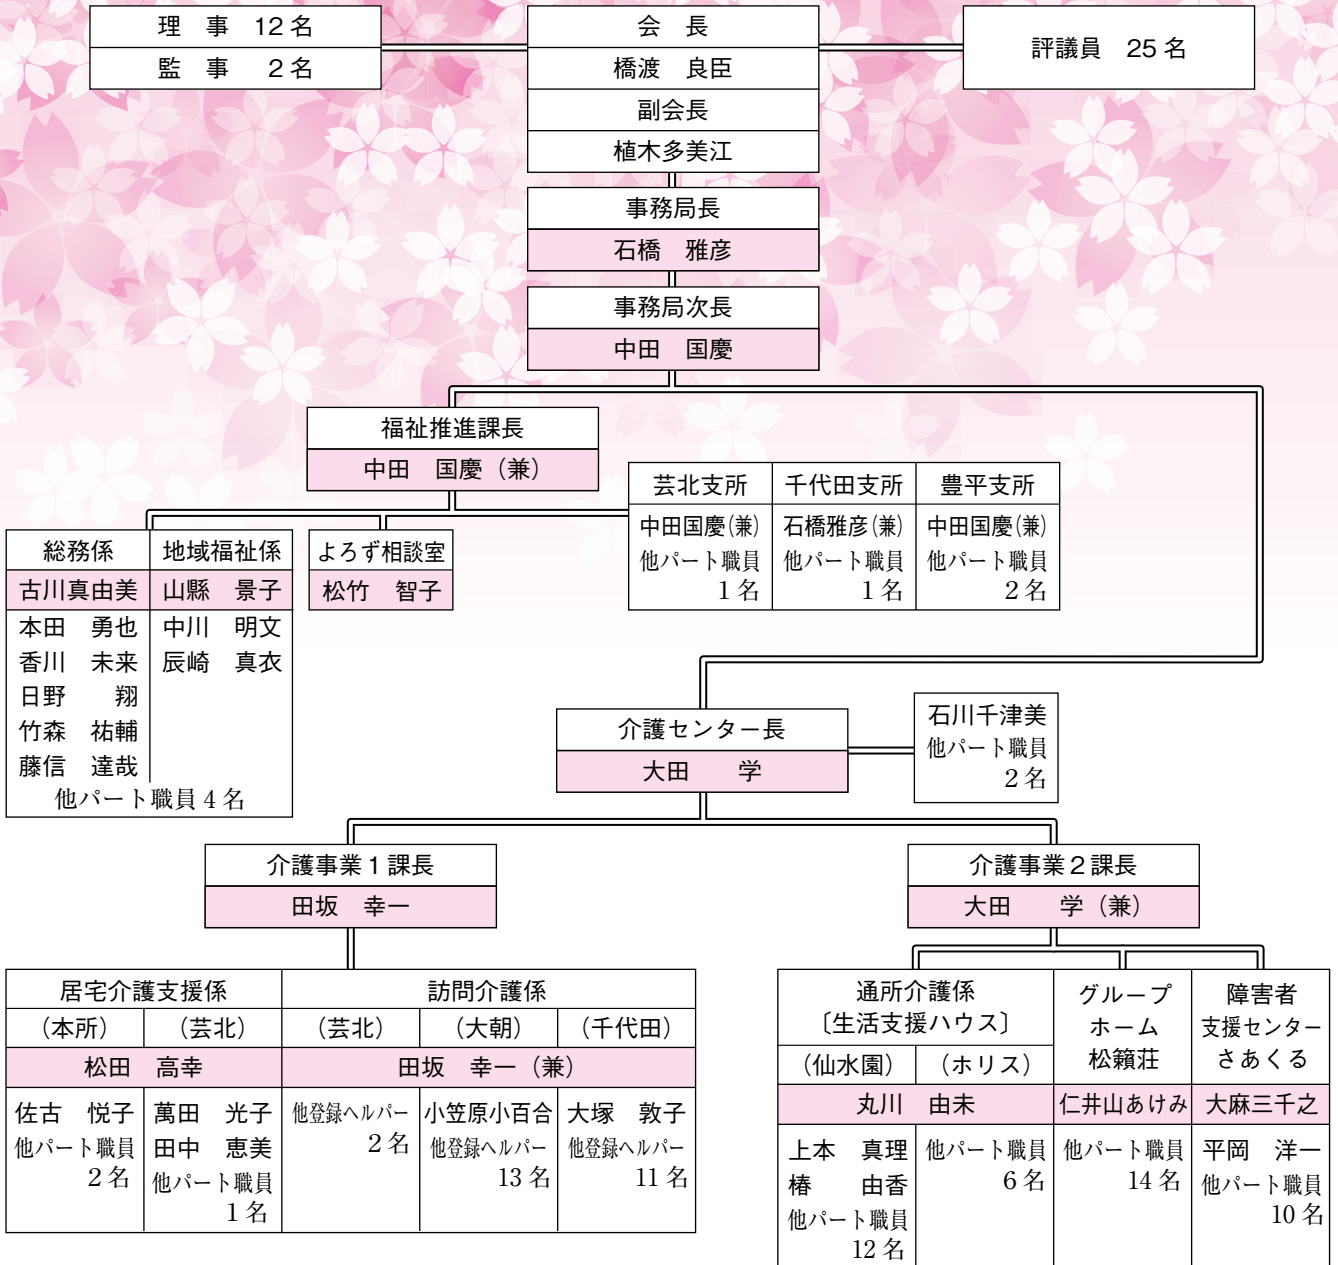 理　事　12名
監　事　2名
会　長
橋渡　良臣
副会長
植木多美江
評議員　25名
事務局長
石橋　雅彦
事務局次長
中田　国慶
福祉推進課長
中田　国慶（兼）
芸北支所
中田国慶（兼）
他パート職員
1名
千代田支所
石橋雅彦（兼）
他パート職員
1名
豊平支所
中田国慶（兼）
他パート職員
2名
総務係
古川真由美
本田　勇也
香川　未来
日野　　翔
竹森　祐輔
藤信　達哉
地域福祉係
山縣　景子
中川　明文
辰崎　真衣
他パート職員4名
よろず相談室
松竹　智子
介護センター長
大田　　学
石川千津美
他パート職員
2名
介護事業1課長
田坂　幸一
介護事業2課長
大田　　学（兼）
居宅介護支援係
（本所）
（芸北）
松田　高幸
佐古　悦子
他パート職員
2名
萬田　光子
田中　恵美
他パート職員
1名
訪問介護係
（芸北）
（大朝）
（千代田）
田坂　幸一（兼）
他登録ヘルパー
2名
小笠原小百合
他登録ヘルパー
13名
大塚　敦子
他登録ヘルパー
11名
通所介護係
〔生活支援ハウス〕
（仙水園）
（ホリス）
丸川　由未
上本　真理
椿　　由香
他パート職員
12名
他パート職員
6名
グループ
ホーム
松籟荘
仁井山あけみ
他パート職員
14名
障害者
支援センター
さあくる
大麻三千之
平岡　洋一
他パート職員
10名